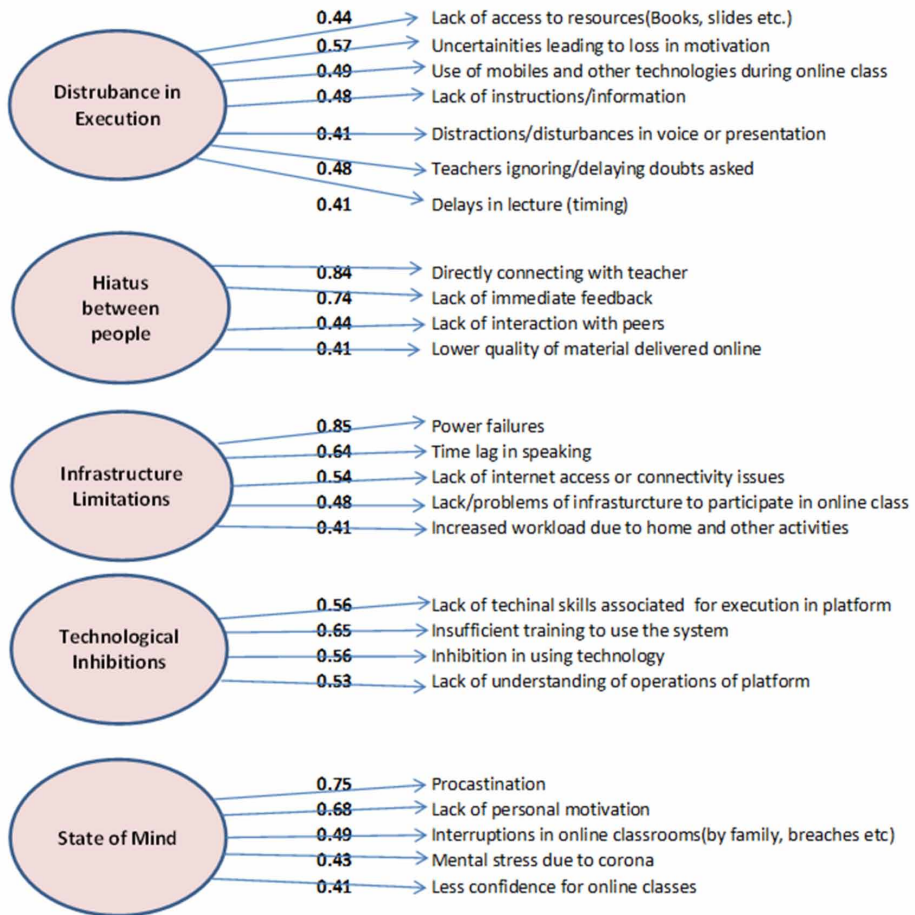 0.44 Lack of access to resources(Books, slides etc.)
0.57 Uncertainities leading to loss in motivation
0.49 Use of mobiles and other technologies during online class
Distrubance in
Execution
0.48 Lack of instructions/information
0.41 Distractions/disturbances in voice or presentation
0.48 Teachers ignoring/delaying doubts asked
0.41 Delays in lecture (timing)
Hiatus
between
people
0.84 Directly connecting with teacher
0.74 Lack of immediate feedback
0.44 Lack of interaction with peers
0.41 Lower quality of material delivered online
Infrastructure
Limitations
0.85 Power failures
0.64 Time lag in speaking
0.54 Lack of internet access or connectivity issues
0.48 Lack/problems of infrasturcture to participate in online class
0.41 Increased workload due to home and other activities
Technological
Inhibitions
0.56 Lack of techinal skills associated for execution in platform
0.65 Insufficient training to use the system
0.56 Inhibition in using technology
0.53 Lack of understanding of operations of platform
State of Mind
0.75 Procastination
0.68 Lack of personal motivation
0.49 Interruptions in online classrooms(by family, breaches etc)
0.43 Mental stress due to corona
0.41 Less confidence for online classes